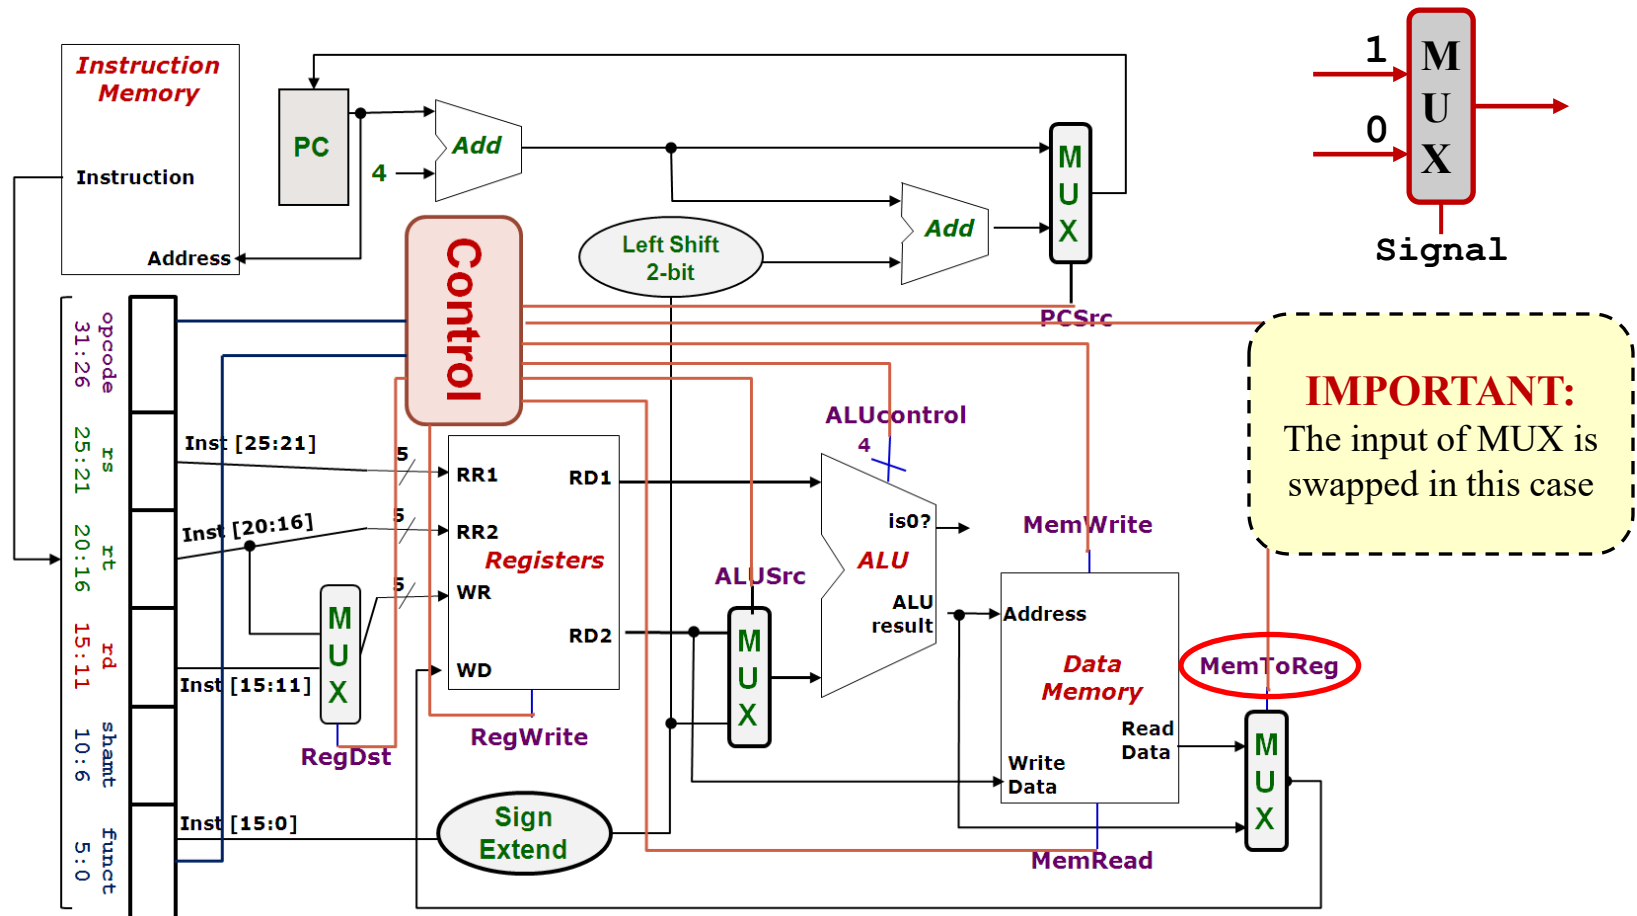 Instruction
Memory
Instruction
Address
PC
4
Add
Add
Left Shift
2-bit
M
U
X
PCSrc
1
0
M
U
X
Signal
Control
IMPORTANT:
The input of MUX is
swapped in this case
opcode
31:26
rs
25:21
rt
20:16
rd
15:11
shamt
10:6
funct
5:0
Inst [25:21]
Inst [20:16]
Inst [15:11]
Inst [15:0]
5
5
5
M
U
X
RegDst
RR1
RR2
WR
WD
RD1
RD2
Registers
RegWrite
Sign
Extend
ALUSrc
M
U
X
ALUcontrol
4
is0?
ALU
ALU
result
MemWrite
Address
Data
Memory
Read
Data
Write
Data
MemRead
MemToReg
M
U
X